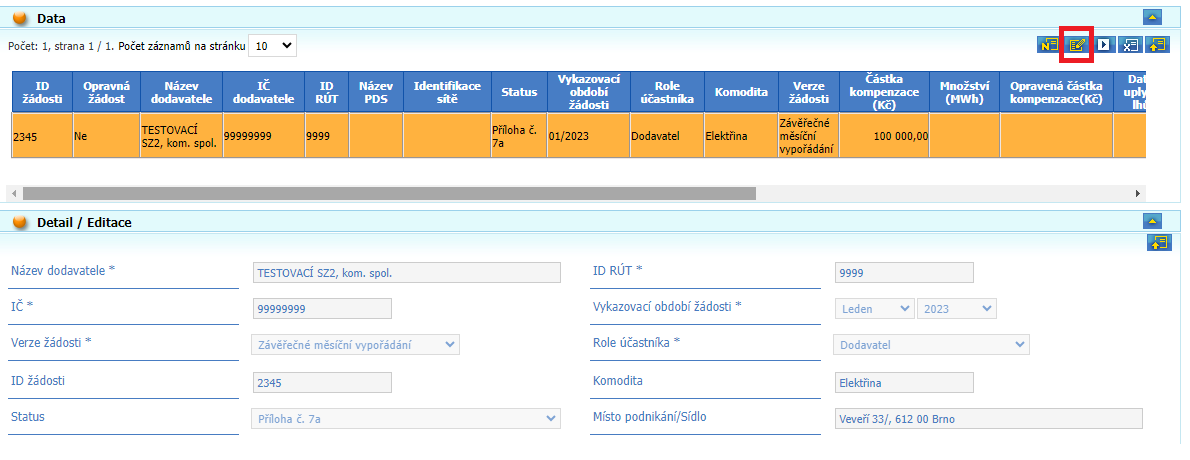 Data
Počet: 1, strana 1 / 1. Počet záznamů na stránku 10
ID žádosti Opravná žádost Název dodavatele IČ dodavatele ID RÚT Název PDS Identifikace sítě Status Vykazovací období žádosti Role účastníka Komodita Verze žádosti Částka kompenzace (Kč) Množství (MWh) Opravená částka kompenzace(Kč)
2345 Ne TESTOVACÍ SZ2, kom. spol. 99999999 9999 Příloha č. 7a 01/2023 Dodavatel Elektřina Závěrečné měsíční vypořádání 100 000,00
Detail / Editace
Název dodavatele * TESTOVACÍ SZ2, kom. spol. ID RÚT * 9999
IČ * 99999999 Vykazovací období žádosti * Leden 2023
Verze žádosti * Závěrečné měsíční vypořádání Role účastníka * Dodavatel
ID žádosti 2345 Komodita Elektřina
Status Příloha č. 7a Místo podnikání/Sídlo Veveří 33/, 612 00 Brno